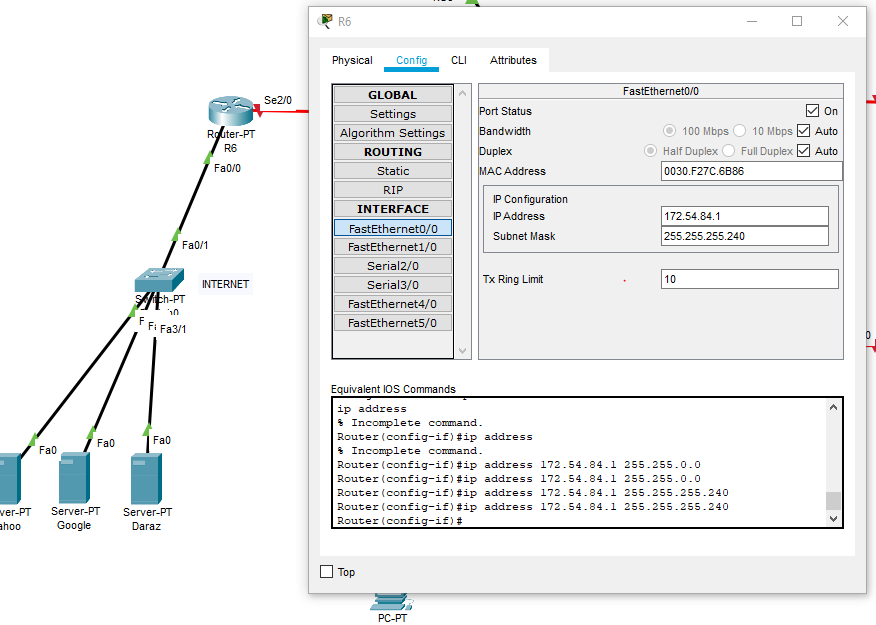 R6
Physical
Config
CLI
Attributes
GLOBAL
Settings
Algorithm Settings
ROUTING
Static
RIP
INTERFACE
FastEthernet0/0
FastEthernet1/0
Serial2/0
Serial3/0
FastEthernet4/0
FastEthernet5/0
FastEthernet0/0
Port Status
On
Bandwidth
100 Mbps
10 Mbps
Auto
Duplex
Half Duplex
Full Duplex
Auto
MAC Address
0030.F27C.6B86
IP Configuration
IP Address
172.54.84.1
Subnet Mask
255.255.255.240
Tx Ring Limit
10
Equivalent IOS Commands
ip address
% Incomplete command.
Router(config-if)#ip address
% Incomplete command.
Router(config-if)#ip address 172.54.84.1 255.255.0.0
Router(config-if)#ip address 172.54.84.1 255.255.0.0
Router(config-if)#ip address 172.54.84.1 255.255.255.240
Router(config-if)#ip address 172.54.84.1 255.255.255.240
Router(config-if)#
Top
Se2/0
Router-PT
R6
Fa0/0
Fa0/1
INTERNET
Fa3/1
Fa0
Fa0
Fa0
ver-PT
ahoo
Server-PT
Google
Server-PT
Daraz
PC-PT